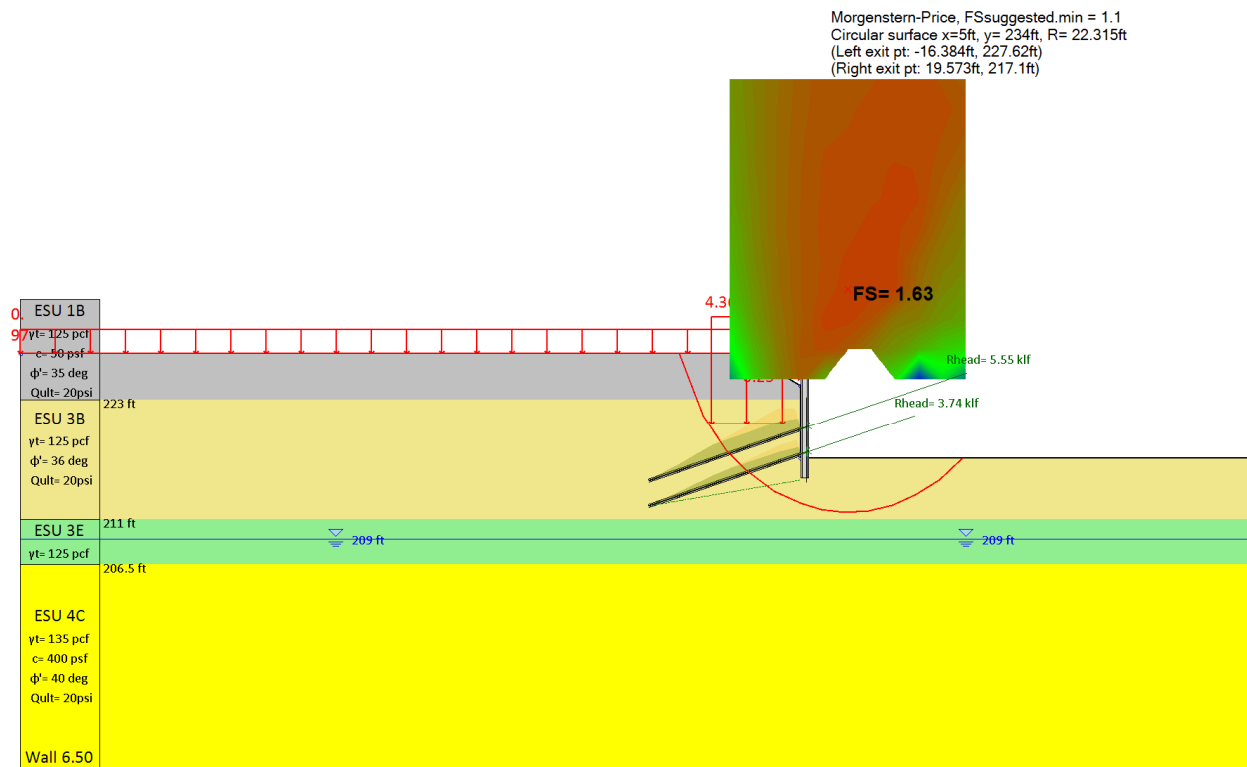 Morgenstern-Price, FSsuggested.min = 1.1
Circular surface x=5ft, y= 234ft, R= 22.315ft
(Left exit pt: -16.384ft, 227.62ft)
(Right exit pt: 19.573ft, 217.1ft)
FS= 1.63
ESU 1B
0.
97
γt= 125 pcf
c= 50 psf
ϕ'= 35 deg
Qult= 20psi
223 ft
Rhead= 5.55 klf
Rhead= 3.74 klf
ESU 3B
γt= 125 pcf
ϕ'= 36 deg
Qult= 20psi
211 ft
ESU 3E
209 ft
209 ft
γt= 125 pcf
206.5 ft
ESU 4C
γt= 135 pcf
c= 400 psf
ϕ'= 40 deg
Qult= 20psi
Wall 6.50